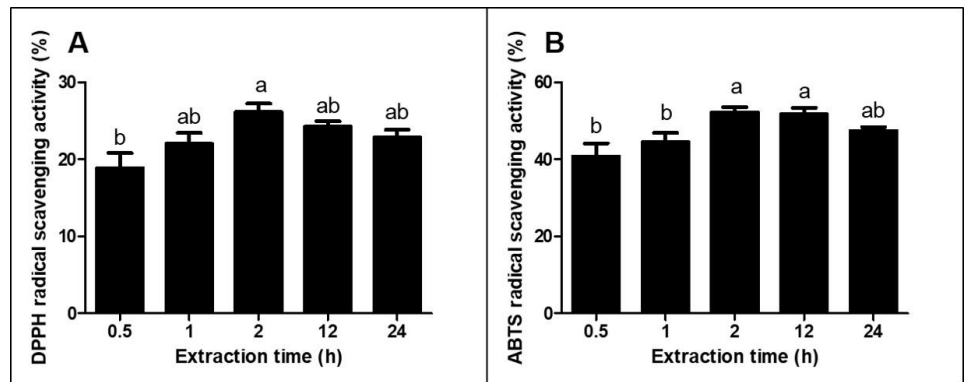 A
DPPH radical scavenging activity (%)
30
20
10
0
b
ab
a
ab
ab
0.5 1 2 12 24
Extraction time (h)
B
ABTS radical scavenging activity (%)
60
40
20
0
b
b
a
a
ab
0.5 1 2 12 24
Extraction time (h)